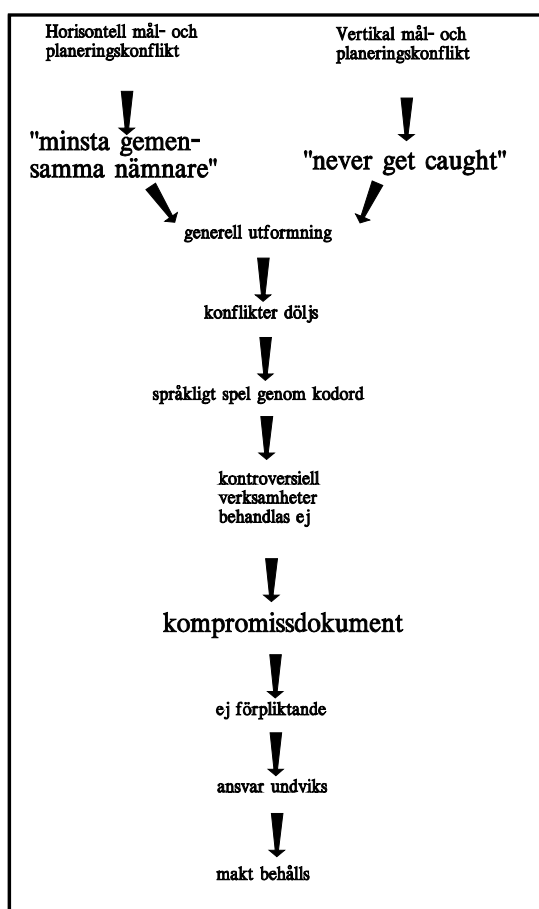 Horisontell mål- och
planeringskonflikt
Vertikal mål- och
planeringskonflikt
"minsta gemen-
samma nämnare"
"never get caught"
generell utformning
konflikter döljs
språkligt spel genom kodord
kontroversiell
verksamheter
behandlas ej
kompromissdokument
ej förpliktande
ansvar undviks
makt behålls